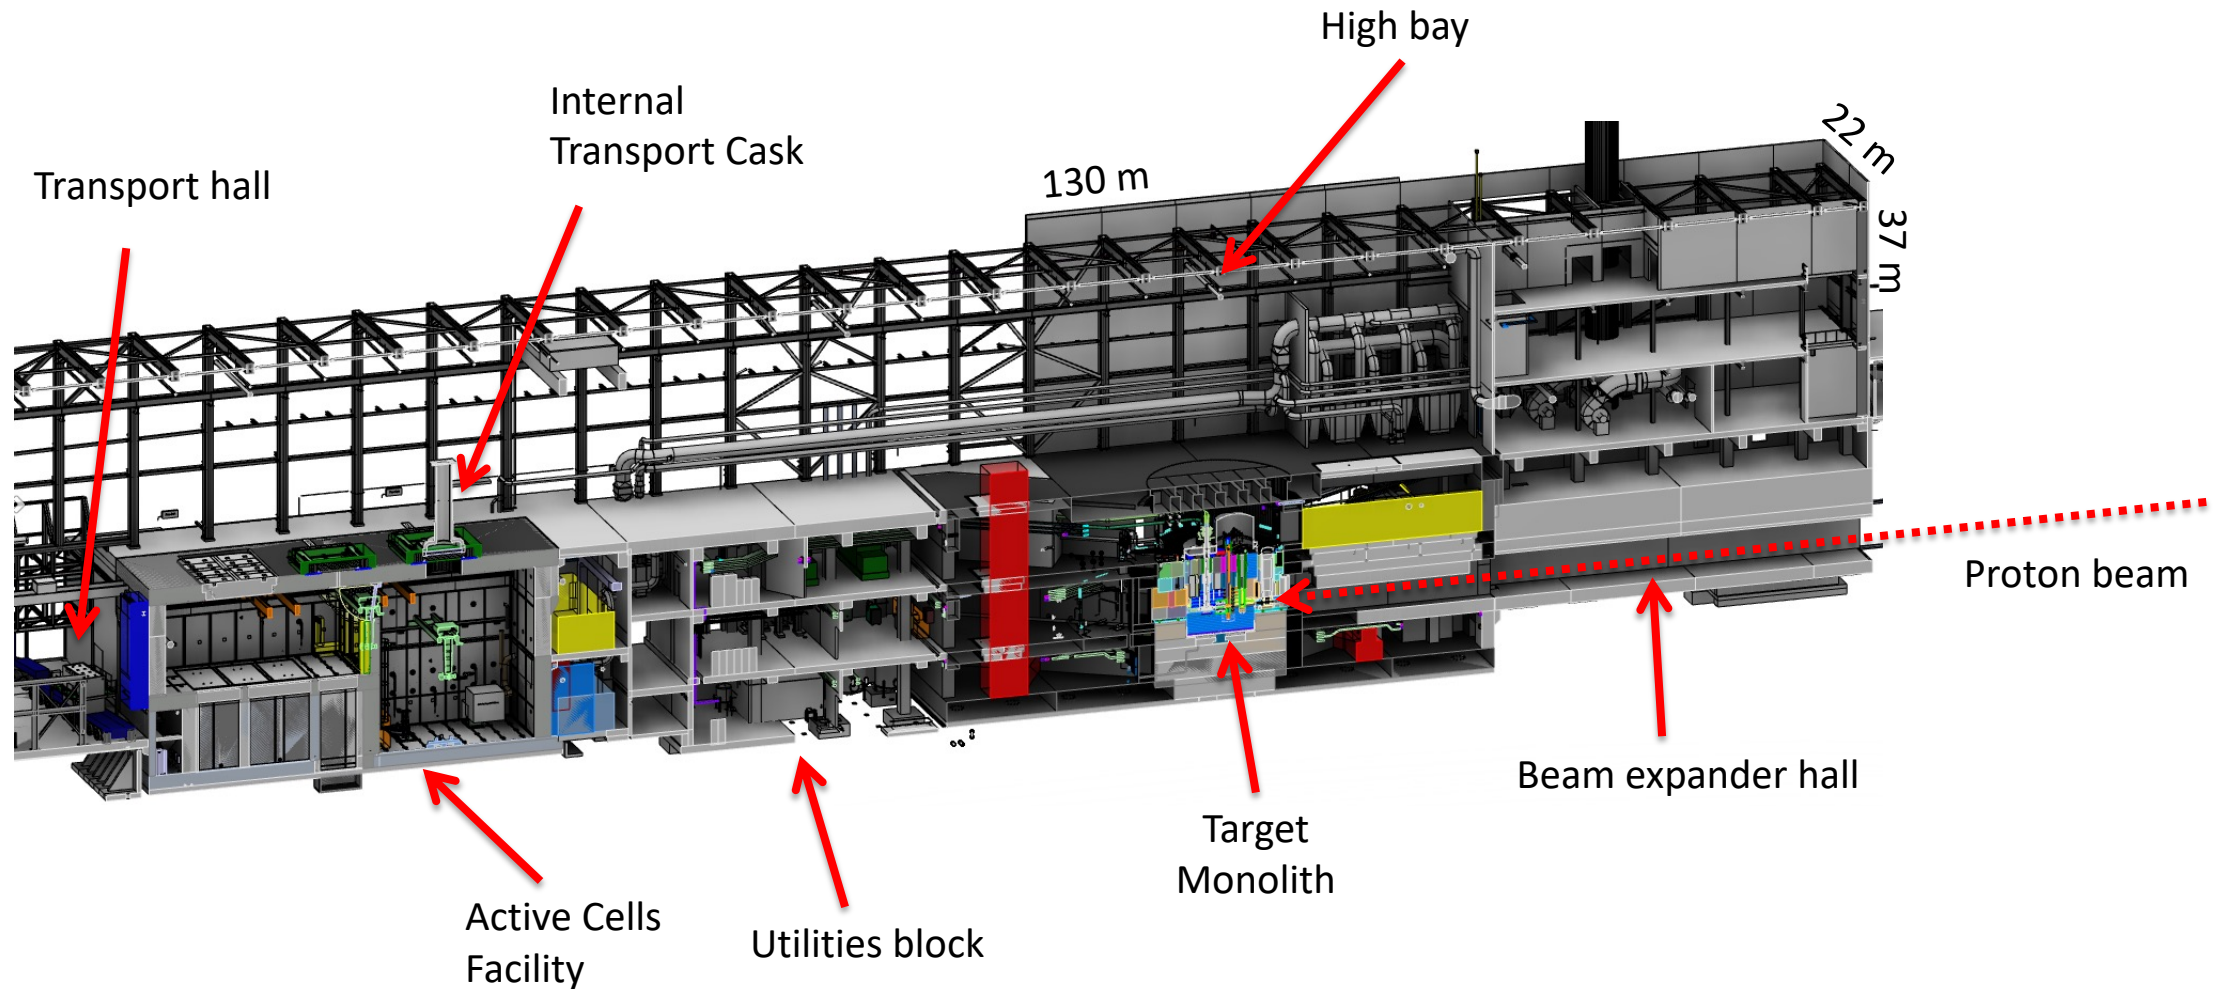 High bay
Internal
Transport Cask
Transport hall
130 m
22 m
37 m
Proton beam
Beam expander hall
Target
Monolith
Active Cells
Facility
Utilities block